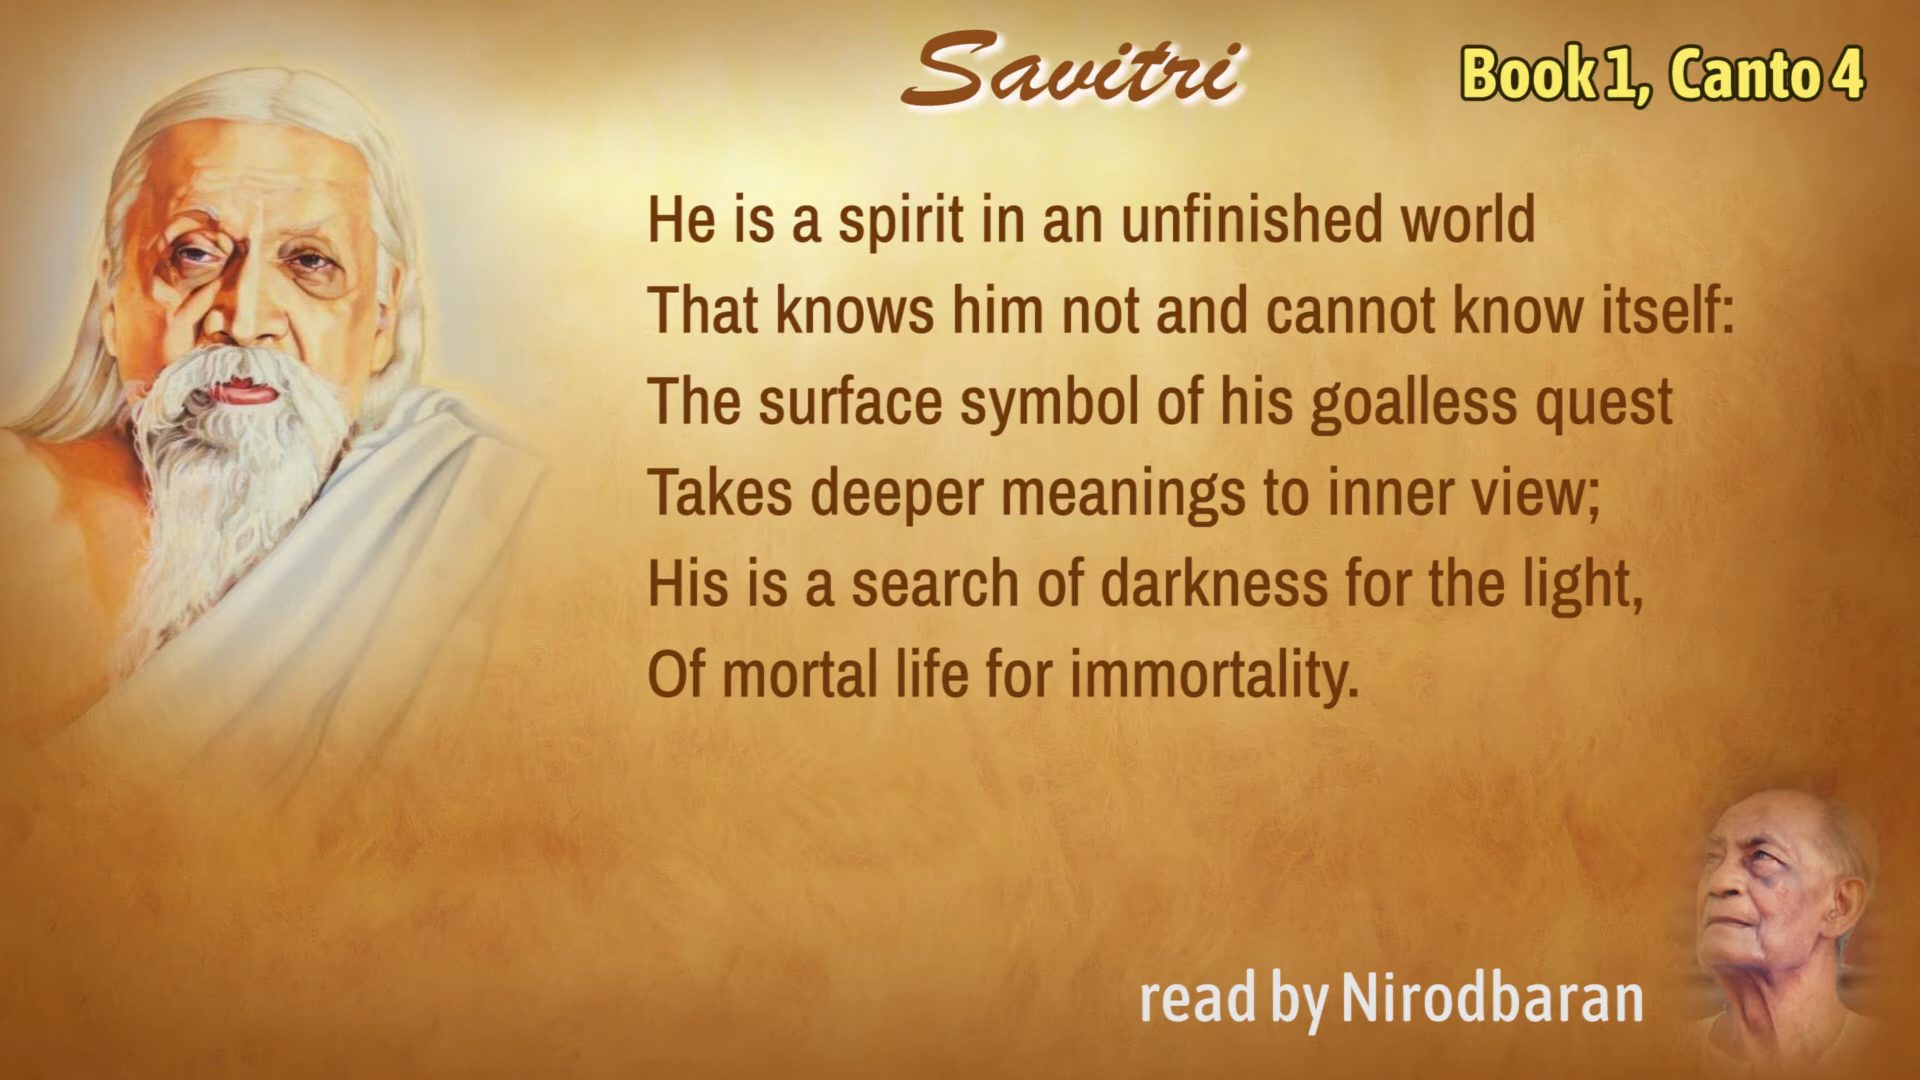 Savitri
Book 1, Canto 4
He is a spirit in an unfinished world
That knows him not and cannot know itself:
The surface symbol of his goalless quest
Takes deeper meanings to inner view;
His is a search of darkness for the light,
Of mortal life for immortality.
read by Nirodbaran